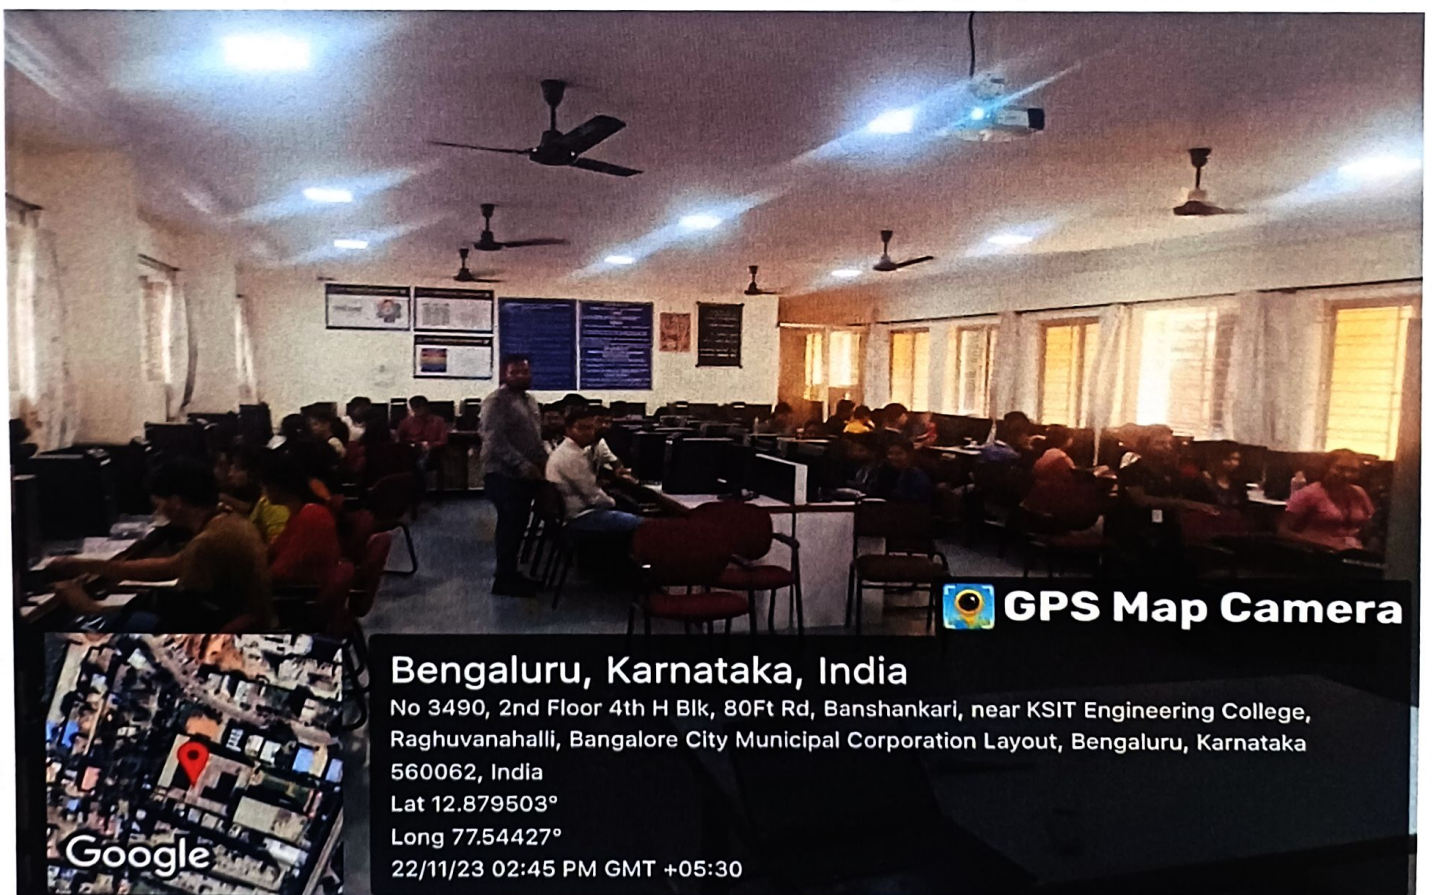 GPS Map Camera
Bengaluru, Karnataka, India
No 3490, 2nd Floor 4th H Blk, 80Ft Rd, Banshankari, near KSIT Engineering College,
Raghuvanahalli, Bangalore City Municipal Corporation Layout, Bengaluru, Karnataka
560062, India
Lat 12.879503°
Long 77.54427°
22/11/23 02:45 PM GMT +05:30
Google